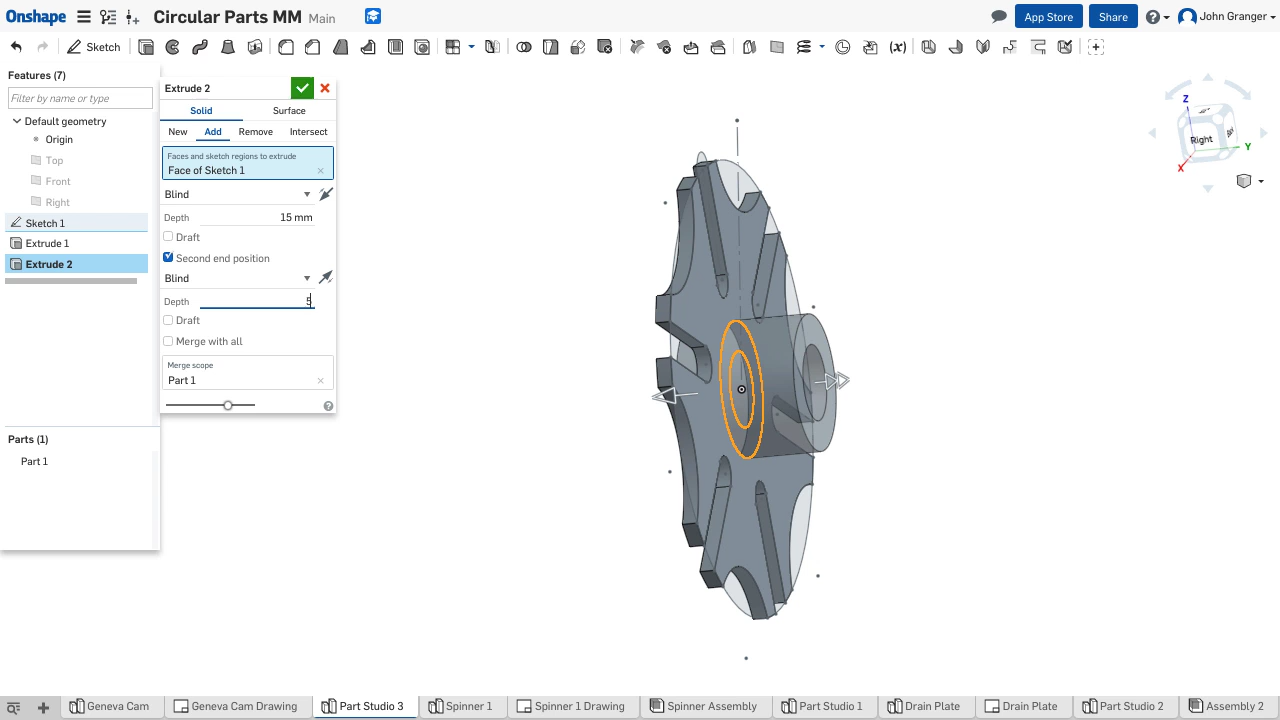 Onshape
Circular Parts MM
Main
App Store
Share
John Granger
Sketch
(x)
Features (7)
Filter by name or type
Default geometry
Origin
Top
Front
Right
Sketch 1
Extrude 1
Extrude 2
Parts (1)
Part 1
Extrude 2
Solid
Surface
New
Add
Remove
Intersect
Faces and sketch regions to extrude
Face of Sketch 1
Blind
Depth
15 mm
Draft
Second end position
Blind
Depth
5
Draft
Merge with all
Merge scope
Part 1
Z
Right
Y
X
Geneva Cam
Geneva Cam Drawing
Part Studio 3
Spinner 1
Spinner 1 Drawing
Spinner Assembly
Part Studio 1
Drain Plate
Drain Plate
Part Studio 2
Assembly 2